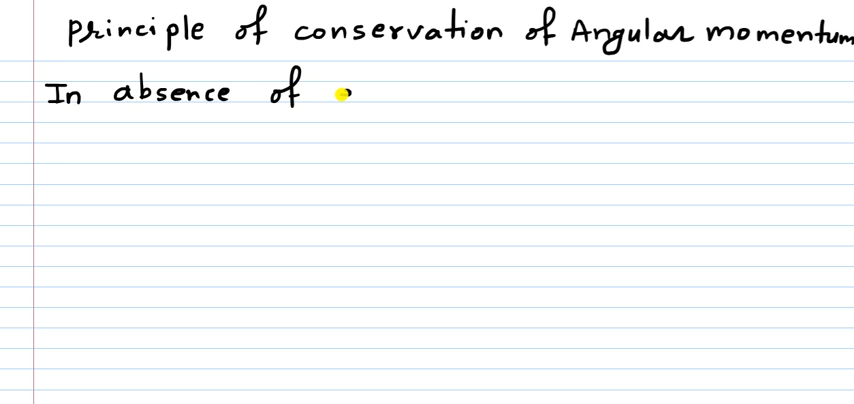 principle of conservation of Angular momentum
In absence of